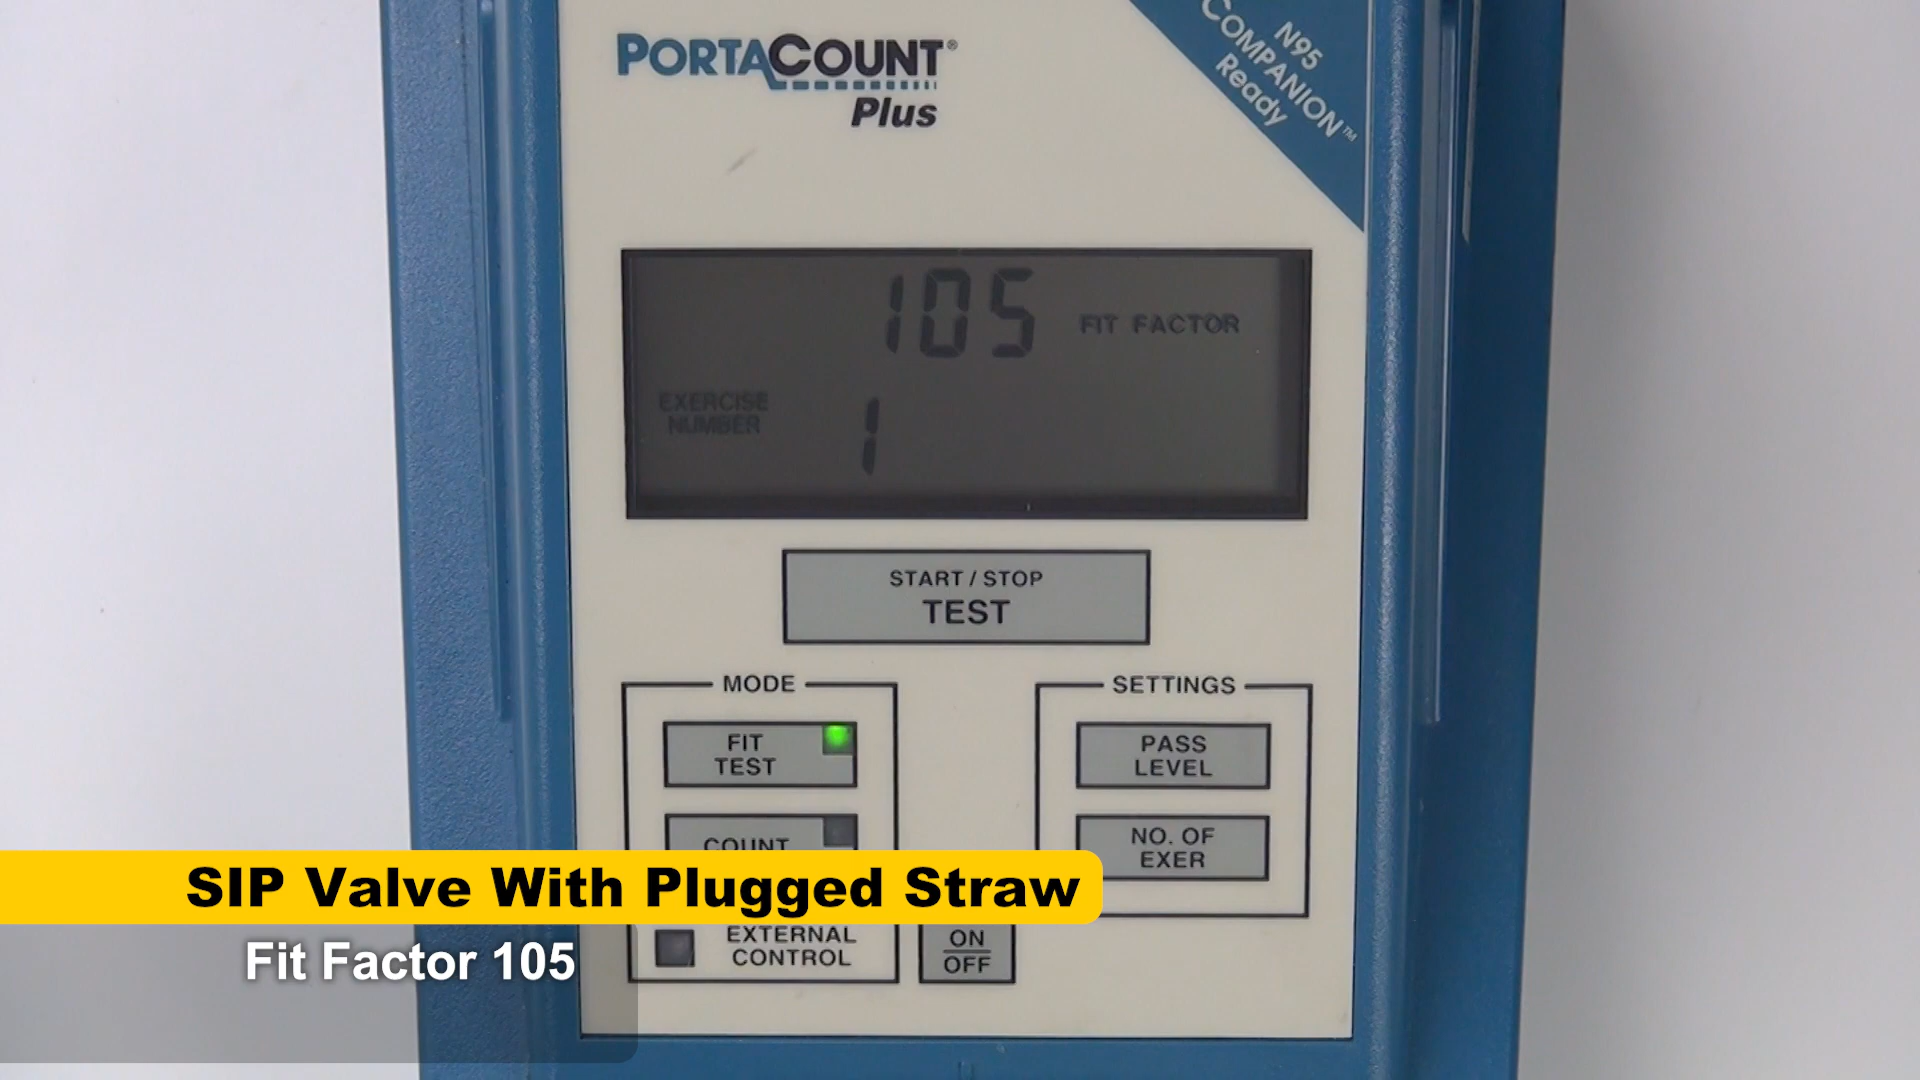 PORTACOUNT®
Plus
N95
COMPANION™
Ready
105 FIT FACTOR
EXERCISE
NUMBER 1
START / STOP
TEST
MODE
FIT
TEST
COUNT
EXTERNAL
CONTROL
ON
OFF
SETTINGS
PASS
LEVEL
NO. OF
EXER
SIP Valve With Plugged Straw
Fit Factor 105